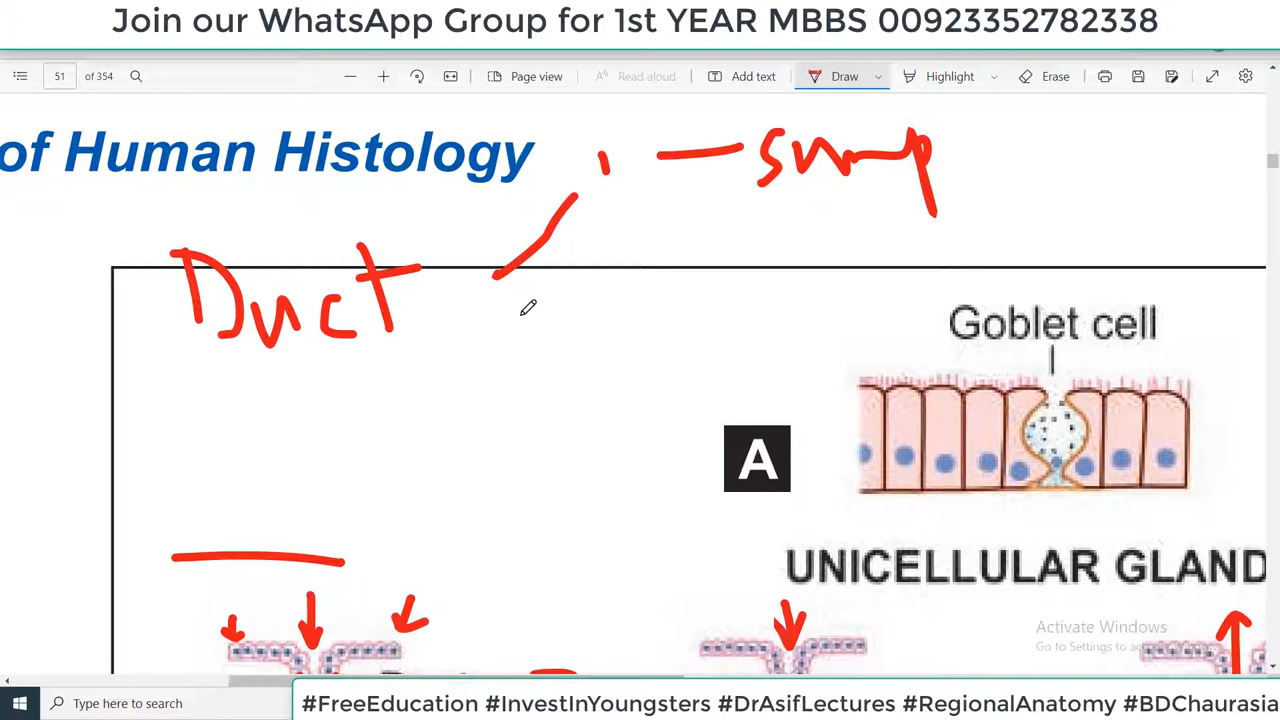 Join our WhatsApp Group for 1st YEAR MBBS 00923352782338
51 of 354 Page view Read aloud Add text Draw Highlight Erase
of Human Histology
Duct
Goblet cell
A
UNICELLULAR GLAND
Activate Windows
Go to Settings to
Type here to search
#FreeEducation #InvestInYoungsters #DrAsifLectures #RegionalAnatomy #BDChaurasia